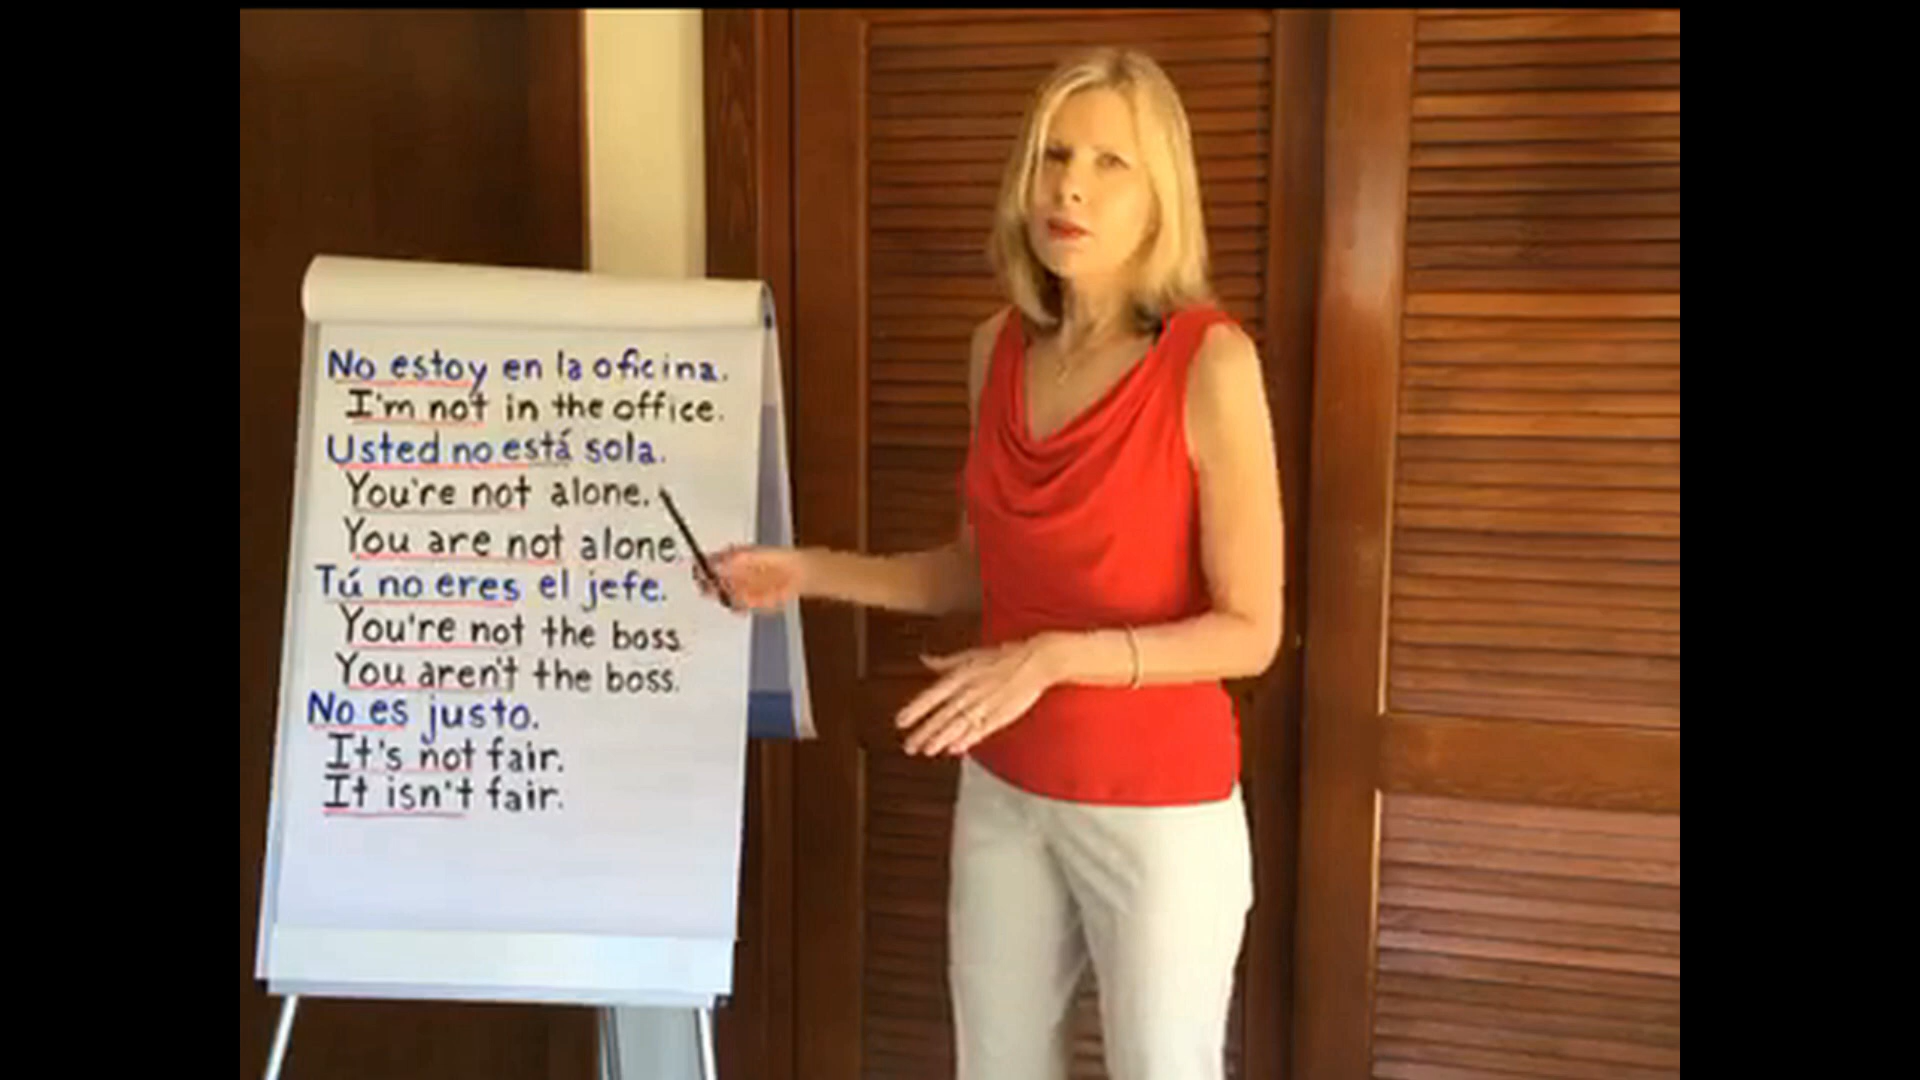 No estoy en la oficina.
I'm not in the office.
Usted no está sola.
You're not alone.
You are not alone.
Tú no eres el jefe.
You're not the boss.
You aren't the boss.
No es justo.
It's not fair.
It isn't fair.